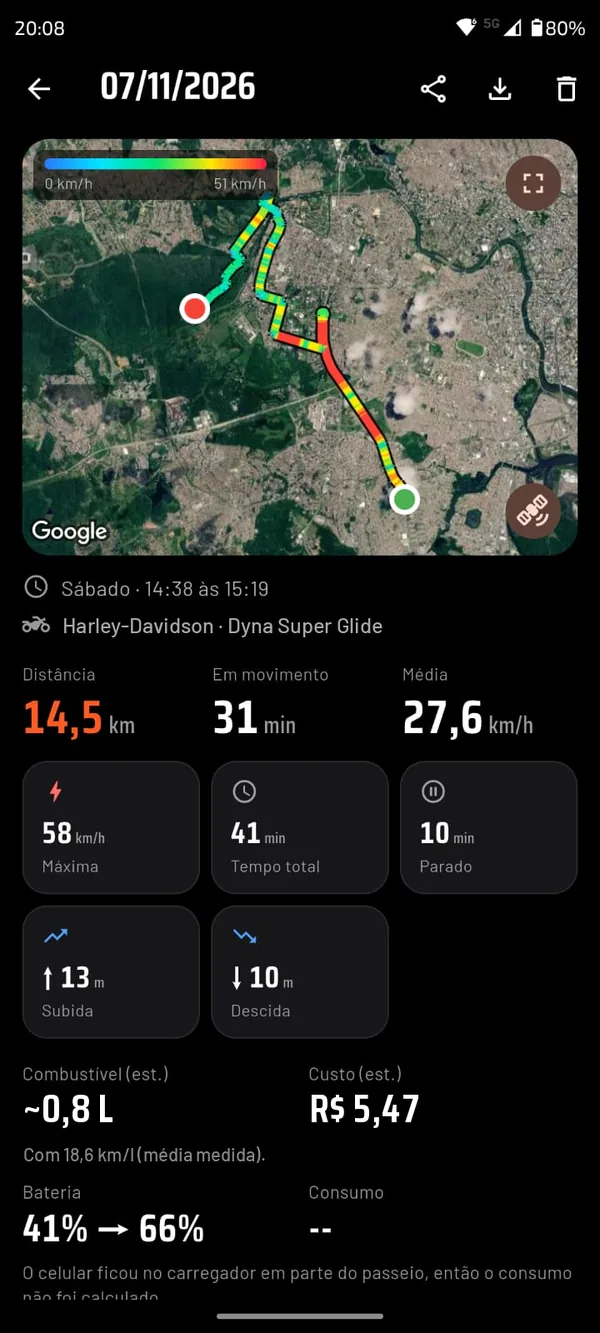 20:08
5G
80%
07/11/2026
0 km/h
51 km/h
Google
Sábado · 14:38 às 15:19
Harley-Davidson · Dyna Super Glide
Distância
Em movimento
Média
14,5 km
31 min
27,6 km/h
58 km/h
41 min
10 min
Máxima
Tempo total
Parado
↑ 13 m
↓ 10 m
Subida
Descida
Combustível (est.)
Custo (est.)
~0,8 L
R$ 5,47
Com 18,6 km/l (média medida).
Bateria
Consumo
41% → 66%
--
O celular ficou no carregador em parte do passeio, então o consumo
não foi calculado